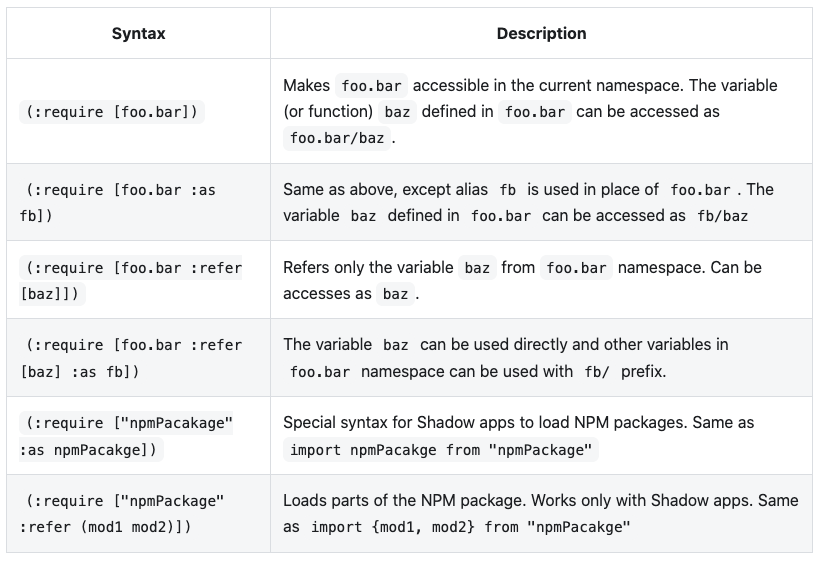 Syntax
Description
(:require [foo.bar])
Makes foo.bar accessible in the current namespace. The variable
(or function) baz defined in foo.bar can be accessed as
foo.bar/baz .
(:require [foo.bar :as
fb])
Same as above, except alias fb is used in place of foo.bar . The
variable baz defined in foo.bar can be accessed as fb/baz
(:require [foo.bar :refer
[baz]])
Refers only the variable baz from foo.bar namespace. Can be
accesses as baz .
(:require [foo.bar :refer
[baz] :as fb])
The variable baz can be used directly and other variables in
foo.bar namespace can be used with fb/ prefix.
(:require ["npmPacakage"
:as npmPacakge])
Special syntax for Shadow apps to load NPM packages. Same as
import npmPacakge from "npmPackage"
(:require ["npmPackage"
:refer (mod1 mod2)])
Loads parts of the NPM package. Works only with Shadow apps. Same
as import {mod1, mod2} from "npmPacakge"